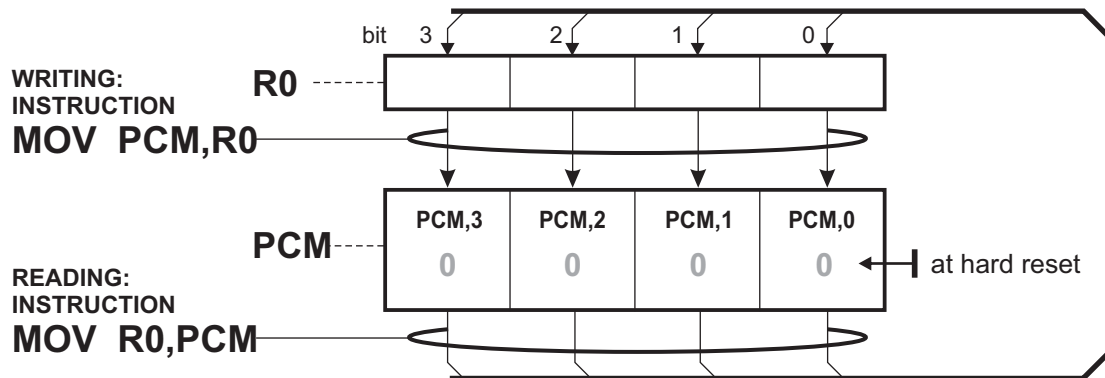 bit 3 2 1 0
WRITING:
INSTRUCTION
MOV PCM,R0
R0
PCM,3 PCM,2 PCM,1 PCM,0
PCM
0 0 0 0
at hard reset
READING:
INSTRUCTION
MOV R0,PCM